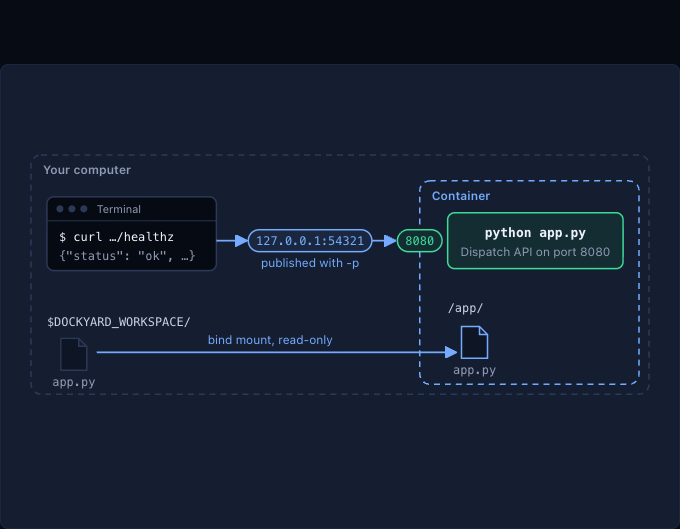 Your computer
Container
Terminal
$ curl …/healthz
{"status": "ok", …}
127.0.0.1:54321
published with -p
8080
python app.py
Dispatch API on port 8080
$DOCKYARD_WORKSPACE/
app.py
bind mount, read-only
/app/
app.py